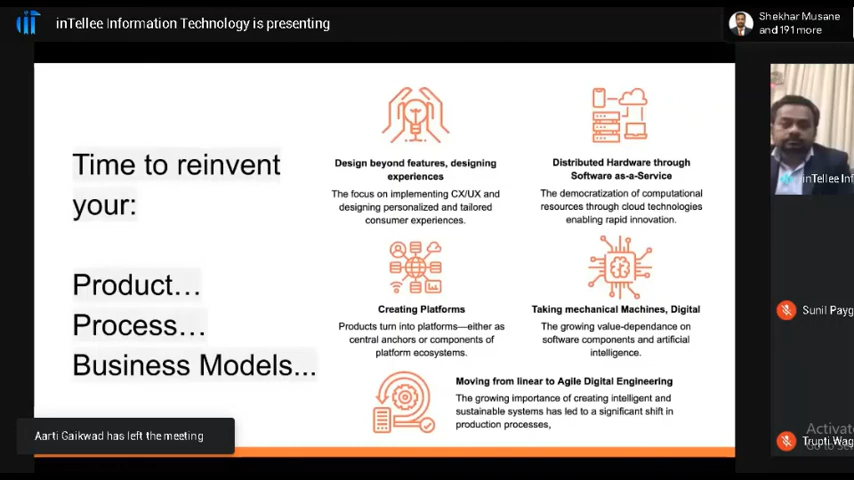 inTellee Information Technology is presenting
Shekhar Musane
and 191 more
Time to reinvent
your:
Product...
Process...
Business Models...
Design beyond features, designing
experiences
The focus on implementing CX/UX and
designing personalized and tailored
consumer experiences.
Distributed Hardware through
Software as-a-Service
The democratization of computational
resources through cloud technologies
enabling rapid innovation.
Creating Platforms
Products turn into platforms—either as
central anchors or components of
platform ecosystems.
Taking mechanical Machines, Digital
The growing value-dependance on
software components and artificial
intelligence.
Moving from linear to Agile Digital Engineering
The growing importance of creating intelligent and
sustainable systems has led to a significant shift in
production processes,
inTellee Inf
Sunil Payg
Trupti Wag
Activate
Go to Se
Aarti Gaikwad has left the meeting